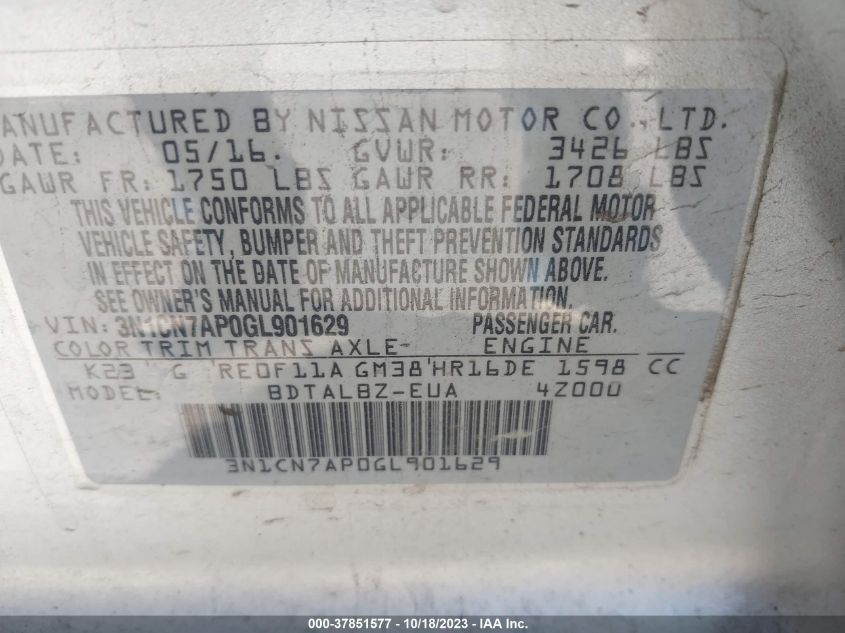 ANUFACTURED BY NISSAN MOTOR CO., LTD.
DATE: 05/16. GVWR: 3426 LBS
GAWR FR: 1750 LBS GAWR RR: 1708 LBS
THIS VEHICLE CONFORMS TO ALL APPLICABLE FEDERAL MOTOR
VEHICLE SAFETY, BUMPER AND THEFT PREVENTION STANDARDS
IN EFFECT ON THE DATE OF MANUFACTURE SHOWN ABOVE.
SEE OWNER'S MANUAL FOR ADDITIONAL INFORMATION.
VIN: 3N1CN7AP0GL901629 PASSENGER CAR.
COLOR TRIM TRANS AXLE- ENGINE
K23 G RE0F11A GM38 HR16DE 1598 CC
MODEL: BDTALBZ-EUA 4Z000
3N1CN7AP0GL901629
000-37851577 | 10/18/2023 | IAA Inc.